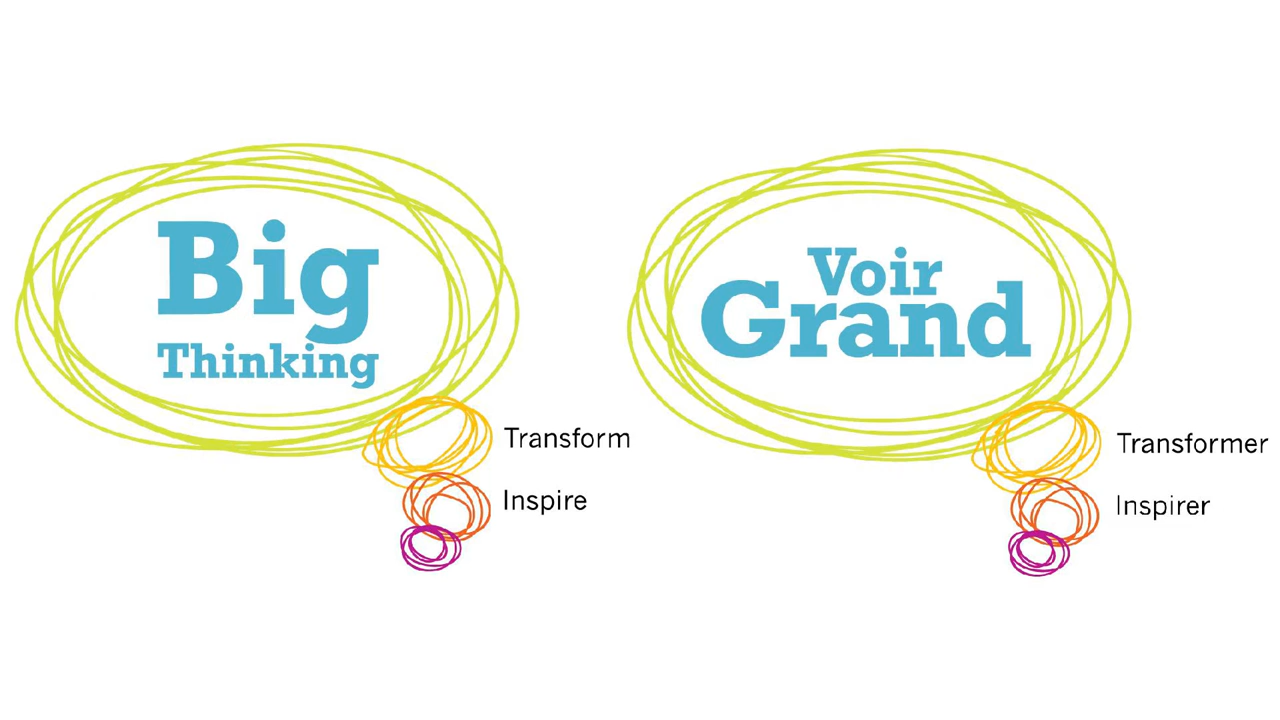 Big
Thinking
Transform
Inspire
Voir
Grand
Transformer
Inspirer